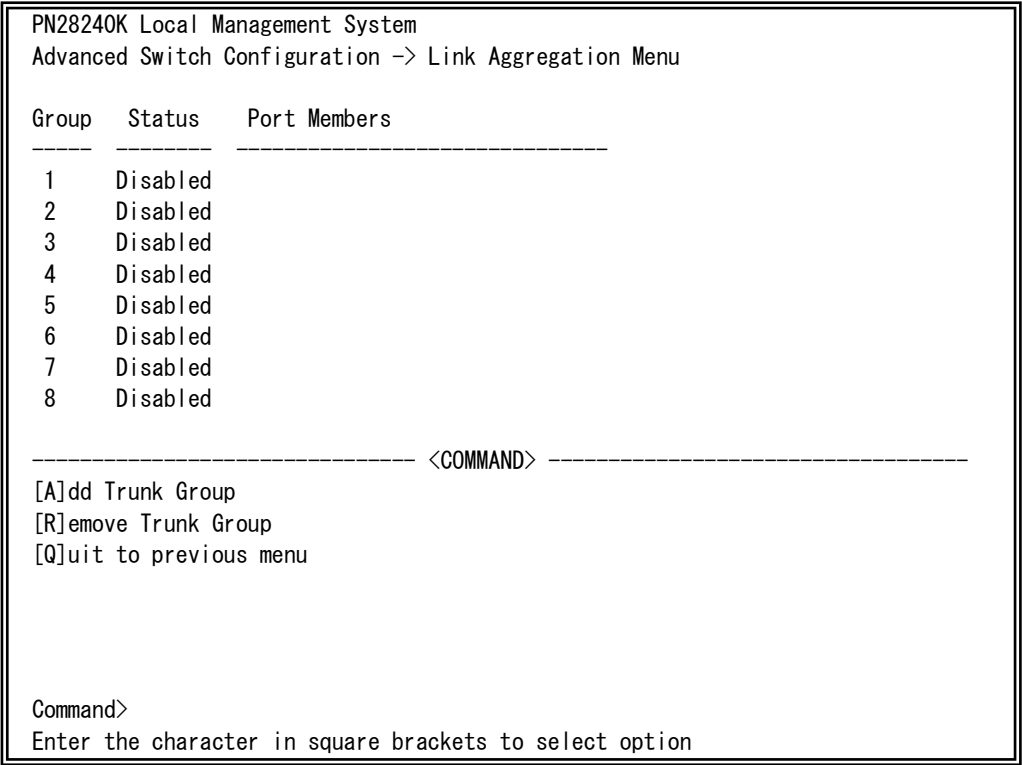 PN28240K Local Management System
Advanced Switch Configuration -> Link Aggregation Menu
Group   Status    Port Members
-----  --------  -------------------------------
 1     Disabled
 2     Disabled
 3     Disabled
 4     Disabled
 5     Disabled
 6     Disabled
 7     Disabled
 8     Disabled
-------------------------------- <COMMAND> -----------------------------------
[A]dd Trunk Group
[R]emove Trunk Group
[Q]uit to previous menu
Command>
Enter the character in square brackets to select option